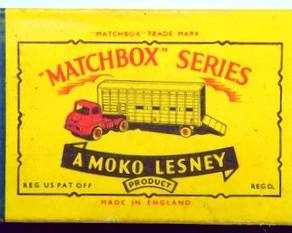 "MATCHBOX" TRADE MARK
"MATCHBOX" SERIES
A MOKO LESNEY
PRODUCT
REG US PAT OFF
REGD.
MADE IN ENGLAND